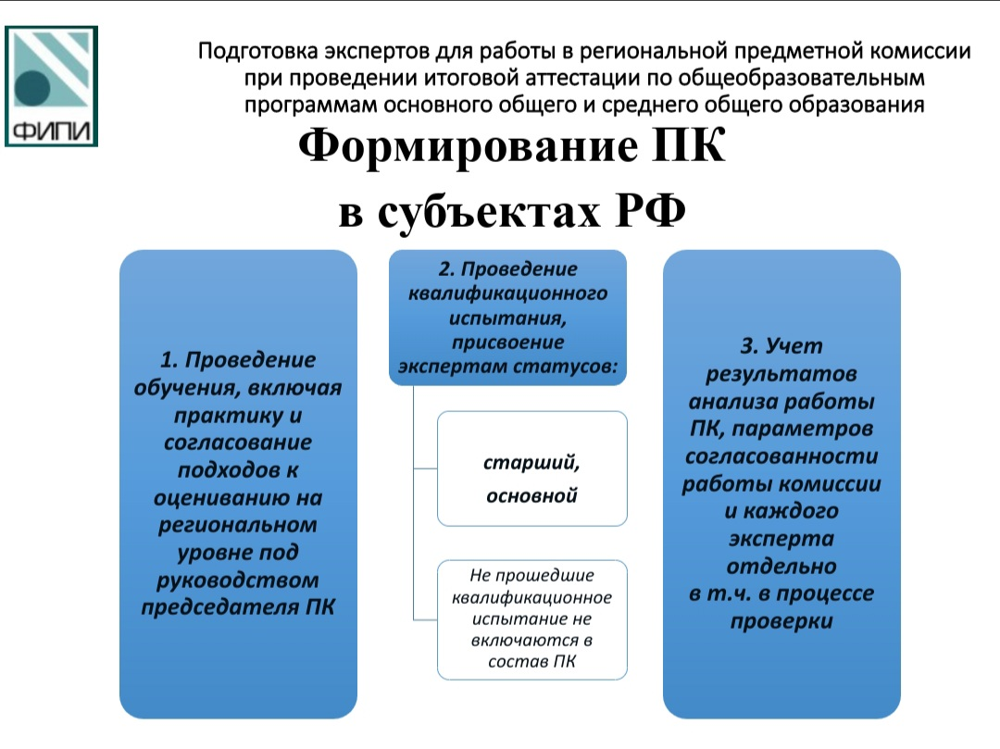 ФИПИ
Подготовка экспертов для работы в региональной предметной комиссии
при проведении итоговой аттестации по общеобразовательным
программам основного общего и среднего общего образования
Формирование ПК
в субъектах РФ
1. Проведение
обучения, включая
практику и
согласование
подходов к
оцениванию на
региональном
уровне под
руководством
председателя ПК
2. Проведение
квалификационного
испытания,
присвоение
экспертам статусов:
старший,
основной
Не прошедшие
квалификационное
испытание не
включаются в
состав ПК
3. Учет
результатов
анализа работы
ПК, параметров
согласованности
работы комиссии
и каждого
эксперта
отдельно
в т.ч. в процессе
проверки